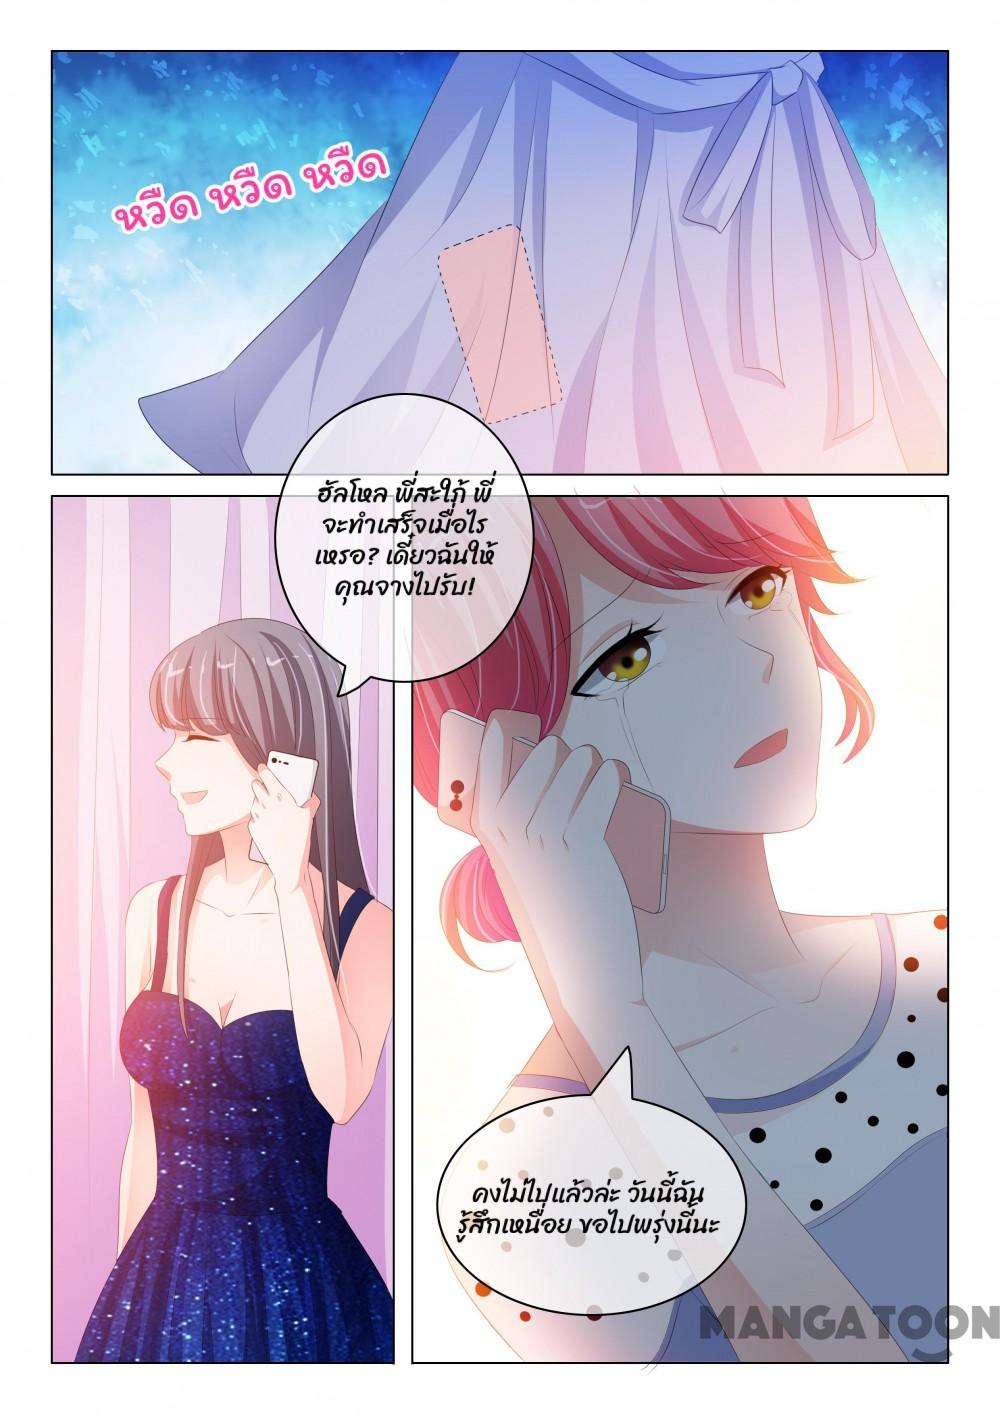 หวืด หวืด หวืด
ฮัลโหล พี่สะใภ้ พี่
จะทำเสร็จเมื่อไร
เหรอ? เดี๋ยวฉันให้
คุณจางไปรับ!
คงไม่ไปแล้วล่ะ วันนี้ฉัน
รู้สึกเหนื่อย ขอไปพรุ่งนี้นะ
MANGATOON